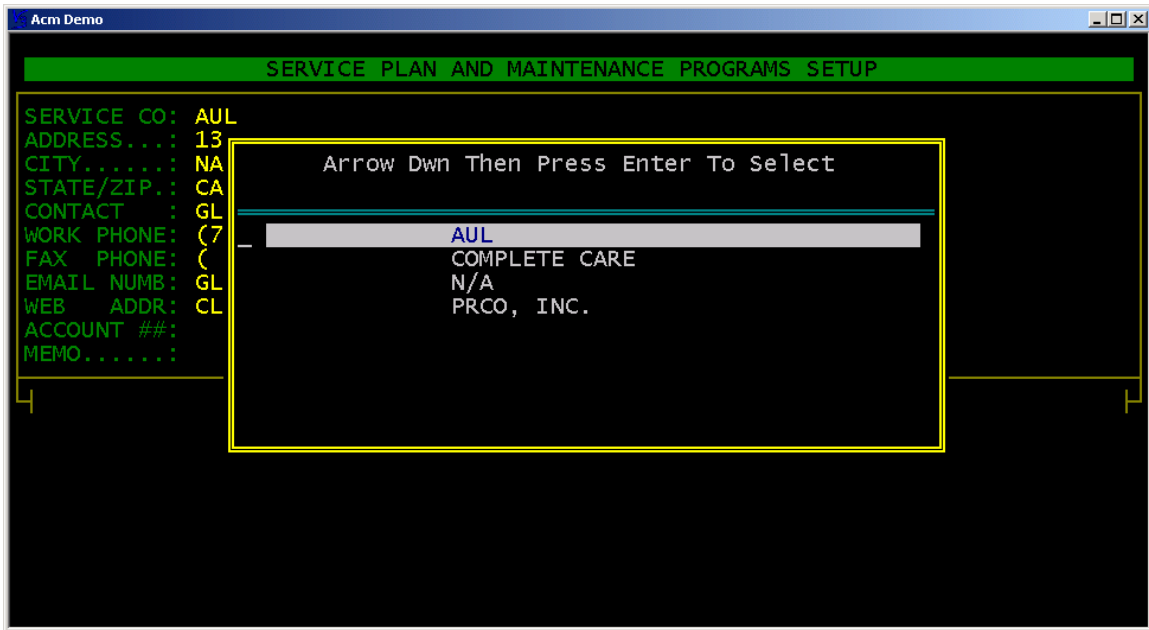 Acm Demo
SERVICE PLAN AND MAINTENANCE PROGRAMS SETUP
SERVICE CO: AUL
ADDRESS...: 13
CITY......: NA
STATE/ZIP.: CA
CONTACT   : GL
WORK PHONE: (7
FAX  PHONE: (
EMAIL NUMB: GL
WEB   ADDR: CL
ACCOUNT ##:
MEMO......:
Arrow Dwn Then Press Enter To Select
_ AUL
COMPLETE CARE
N/A
PRCO, INC.